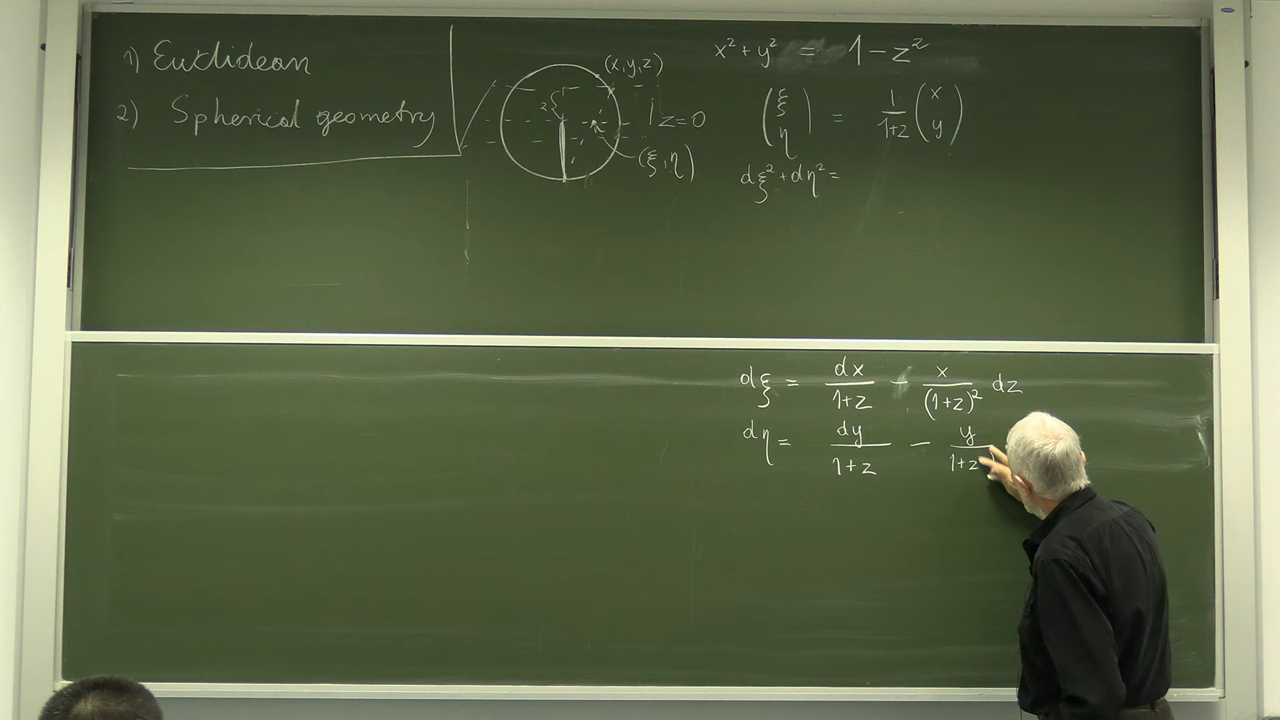 1) Euclidean
2) Spherical geometry
(x,y,z)
z=0
(ξ,η)
x² + y² = 1 − z²
(ξ η) = 1/(1+z) (x y)
dξ² + dη² =
dξ = dx/(1+z) − x/(1+z)² dz
dη = dy/(1+z) − y/(1+z